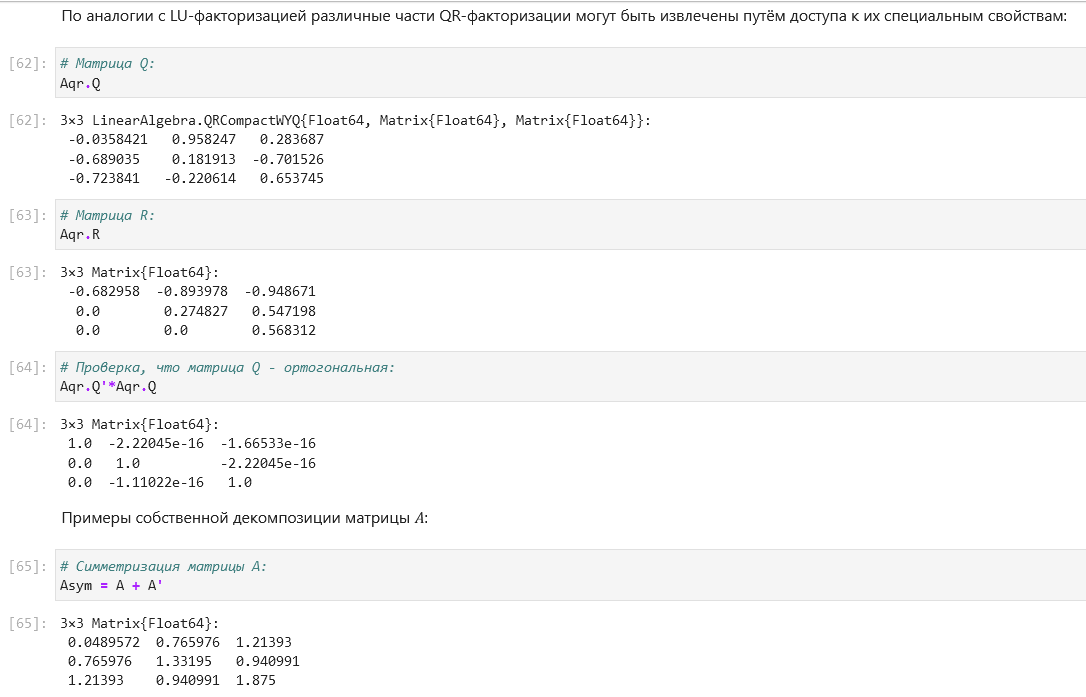 По аналогии с LU-факторизацией различные части QR-факторизации могут быть извлечены путём доступа к их специальным свойствам:
[62]: # Матрица Q:
Aqr.Q
[62]: 3×3 LinearAlgebra.QRCompactWYQ{Float64, Matrix{Float64}, Matrix{Float64}}:
-0.0358421 0.958247 0.283687
-0.689035 0.181913 -0.701526
-0.723841 -0.220614 0.653745
[63]: # Матрица R:
Aqr.R
[63]: 3×3 Matrix{Float64}:
-0.682958 -0.893978 -0.948671
0.0 0.274827 0.547198
0.0 0.0 0.568312
[64]: # Проверка, что матрица Q - ортогональная:
Aqr.Q'*Aqr.Q
[64]: 3×3 Matrix{Float64}:
1.0 -2.22045e-16 -1.66533e-16
0.0 1.0 -2.22045e-16
0.0 -1.11022e-16 1.0
Примеры собственной декомпозиции матрицы A:
[65]: # Симметризация матрицы A:
Asym = A + A'
[65]: 3×3 Matrix{Float64}:
0.0489572 0.765976 1.21393
0.765976 1.33195 0.940991
1.21393 0.940991 1.875